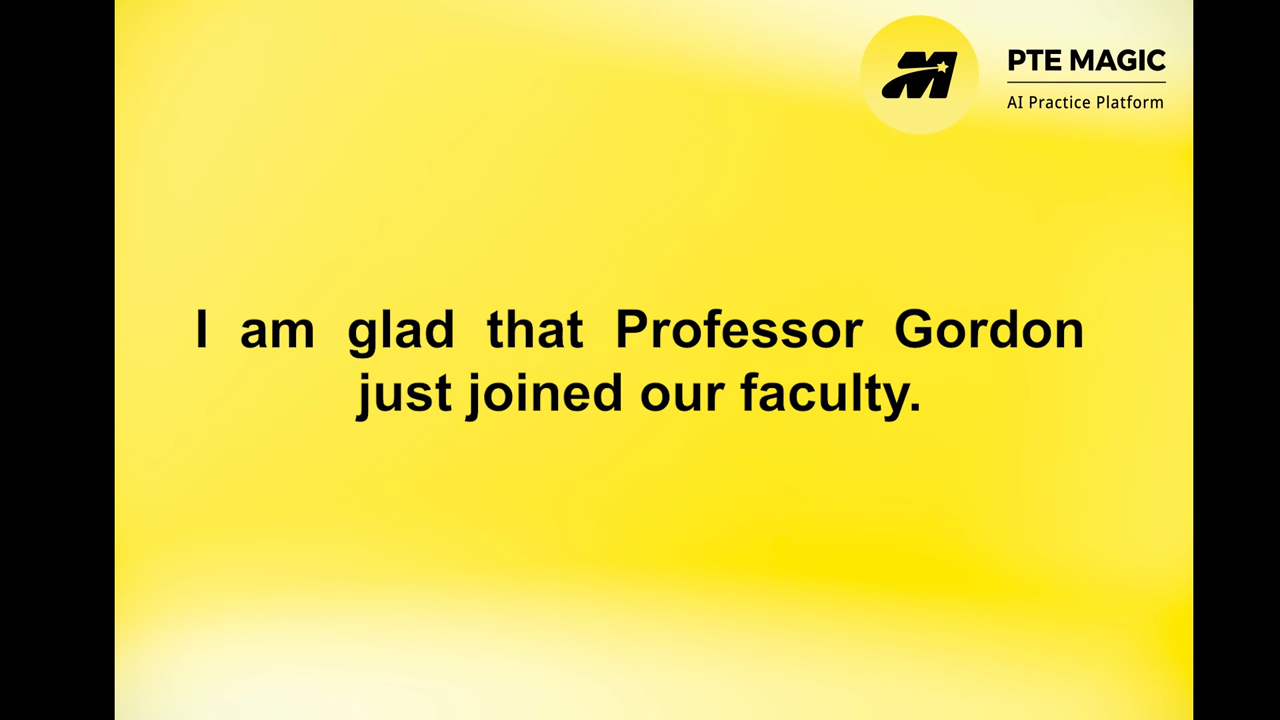 PTE MAGIC
AI Practice Platform
I am glad that Professor Gordon
just joined our faculty.